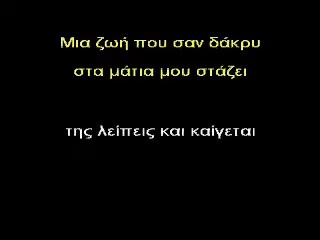 Μια ζωή που σαν δάκρυ
στα μάτια μου στάζει
της λείπεις και καίγεται